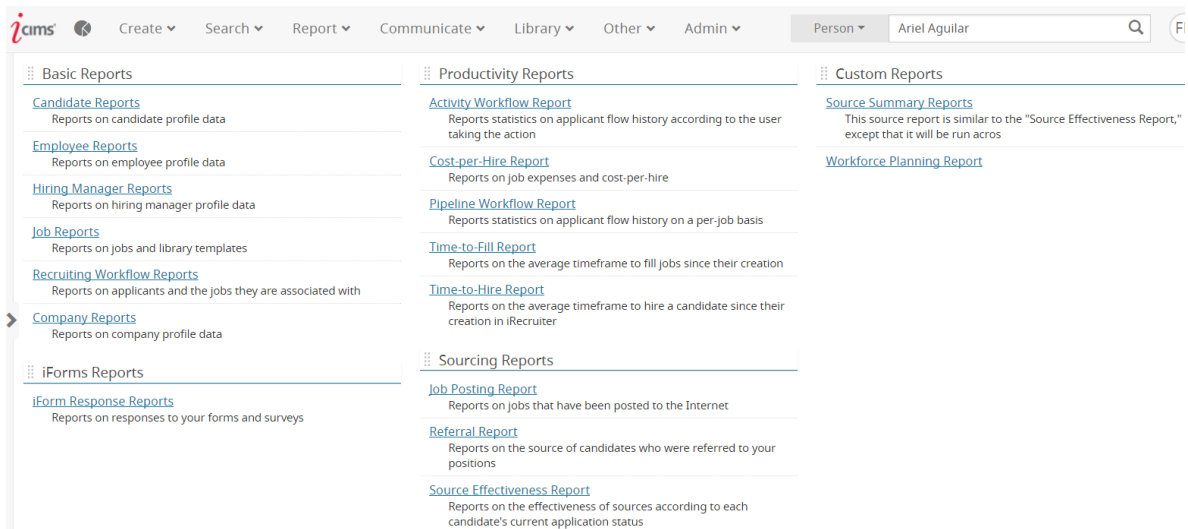 icims
Create
Search
Report
Communicate
Library
Other
Admin
Person
Ariel Aguilar
Basic Reports
Candidate Reports
Reports on candidate profile data
Employee Reports
Reports on employee profile data
Hiring Manager Reports
Reports on hiring manager profile data
Job Reports
Reports on jobs and library templates
Recruiting Workflow Reports
Reports on applicants and the jobs they are associated with
Company Reports
Reports on company profile data
iForms Reports
iForm Response Reports
Reports on responses to your forms and surveys
Productivity Reports
Activity Workflow Report
Reports statistics on applicant flow history according to the user
taking the action
Cost-per-Hire Report
Reports on job expenses and cost-per-hire
Pipeline Workflow Report
Reports statistics on applicant flow history on a per-job basis
Time-to-Fill Report
Reports on the average timeframe to fill jobs since their creation
Time-to-Hire Report
Reports on the average timeframe to hire a candidate since their
creation in iRecruiter
Sourcing Reports
Job Posting Report
Reports on jobs that have been posted to the Internet
Referral Report
Reports on the source of candidates who were referred to your
positions
Source Effectiveness Report
Reports on the effectiveness of sources according to each
candidate's current application status
Custom Reports
Source Summary Reports
This source report is similar to the "Source Effectiveness Report,"
except that it will be run acros
Workforce Planning Report